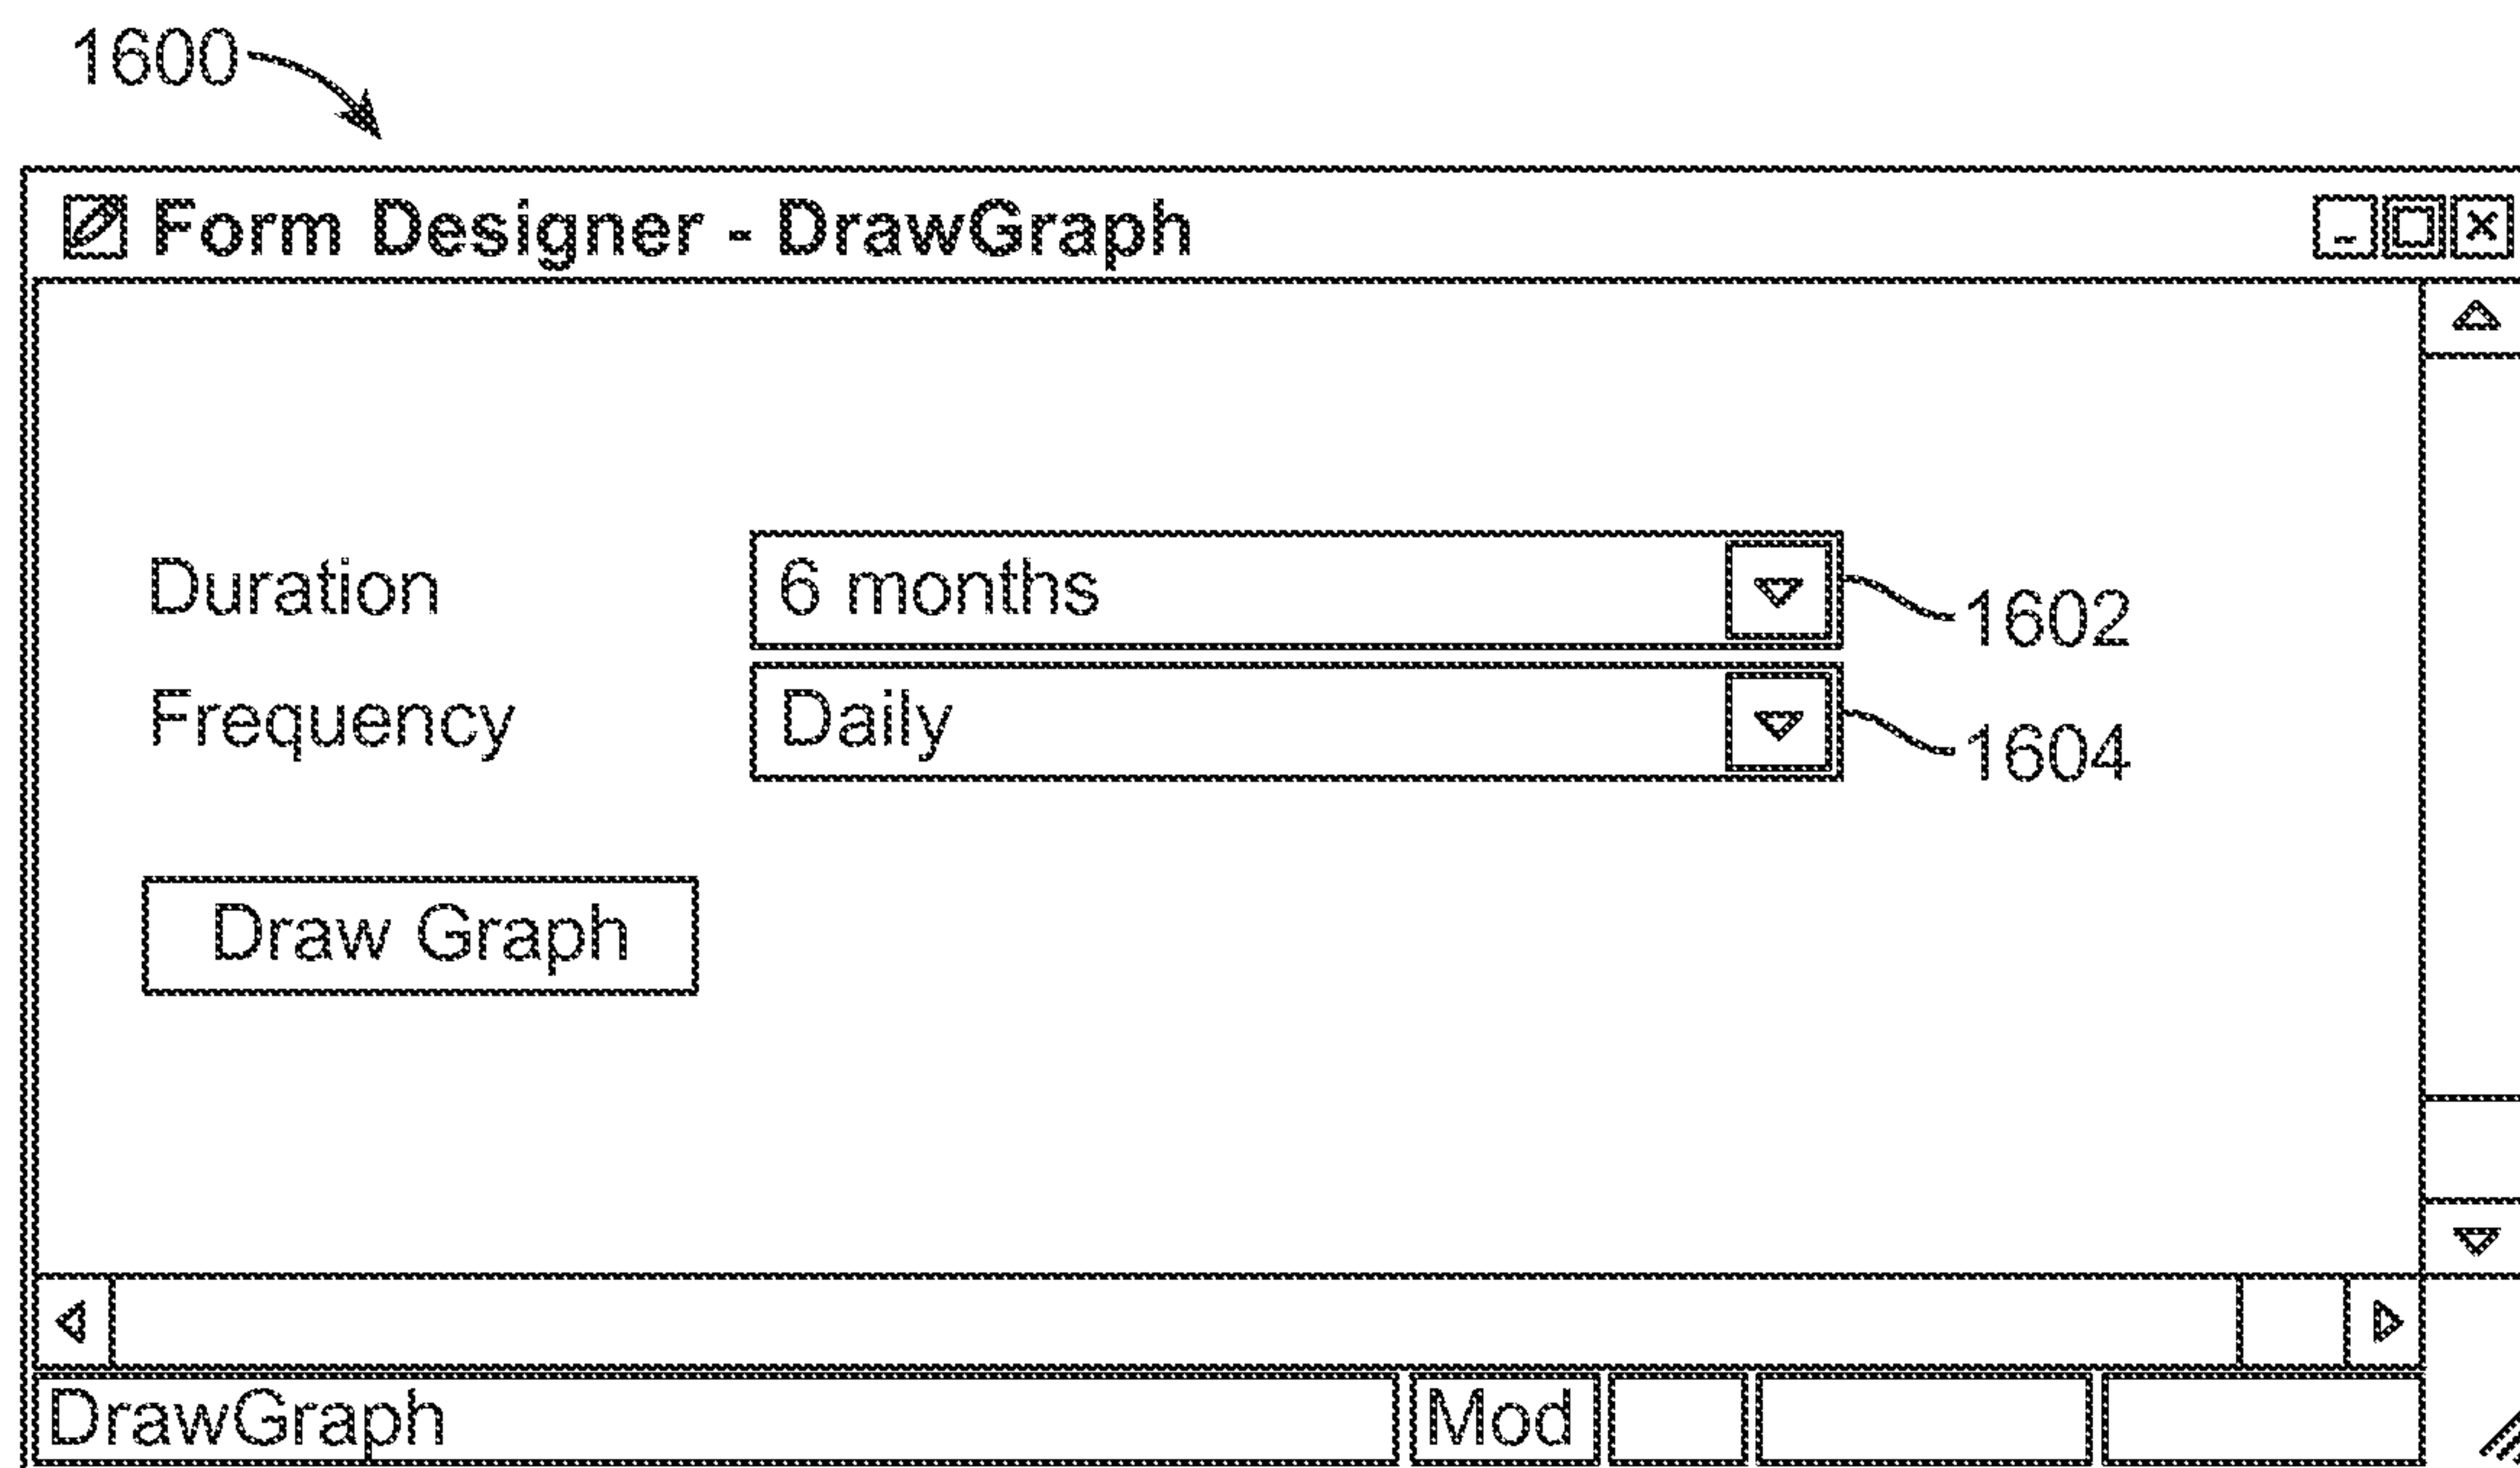 1600
Form Designer - DrawGraph
Duration 6 months 1602
Frequency Daily 1604
Draw Graph
DrawGraph Mod